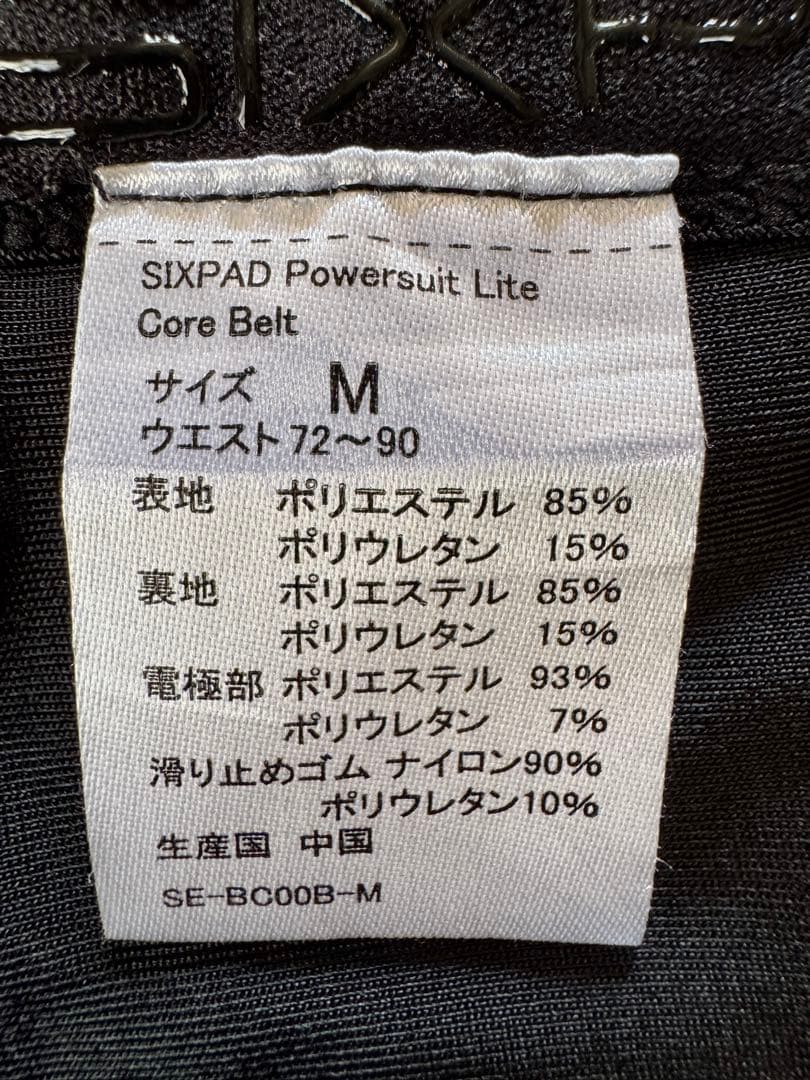 SIXP
SIXPAD Powersuit Lite
Core Belt
サイズ M
ウエスト72～90
表地 ポリエステル 85%
ポリウレタン 15%
裏地 ポリエステル 85%
ポリウレタン 15%
電極部 ポリエステル 93%
ポリウレタン 7%
滑り止めゴム ナイロン90%
ポリウレタン10%
生産国 中国
SE-BC00B-M